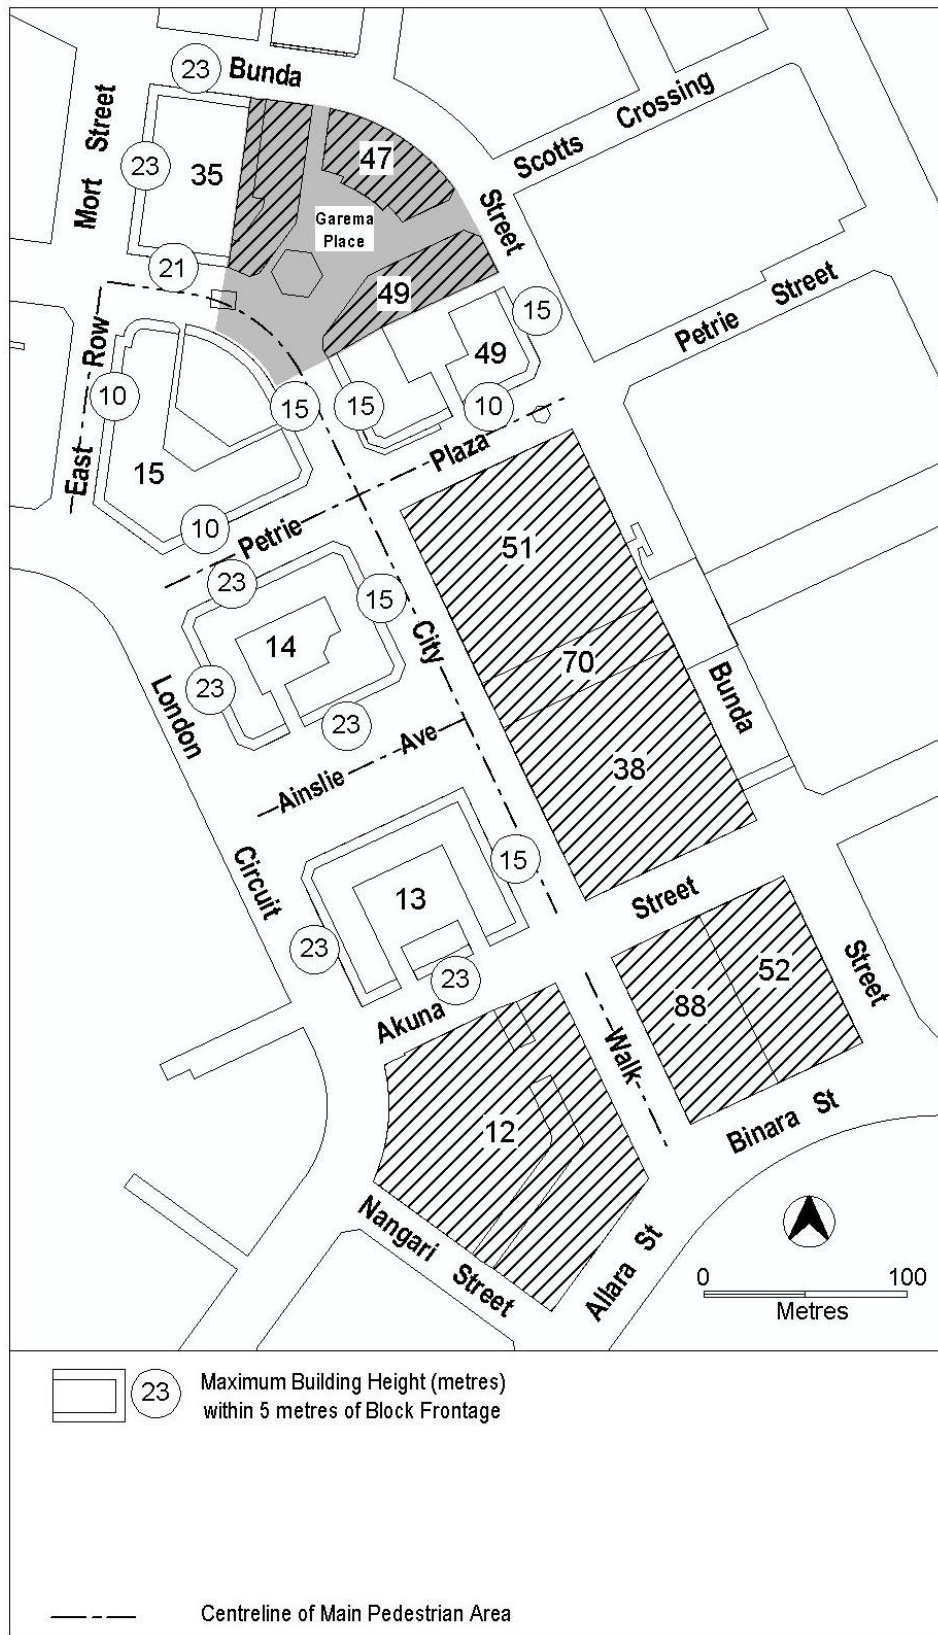 23
Bunda
Mort Street
Scotts Crossing
23
35
47
Garema
Place
Street
21
49
15
Petrie Street
Row
49
10
15
15
10
East
15
Plaza
10
Petrie
51
23
15
14
City
70
23
Bunda
London
23
Ainslie Ave
38
Circuit
15
13
Street
23
23
Street
52
88
Akuna
Walk
12
Binara St
Nangari Street
Allara St
0 100
Metres
23
Maximum Building Height (metres)
within 5 metres of Block Frontage
Centreline of Main Pedestrian Area